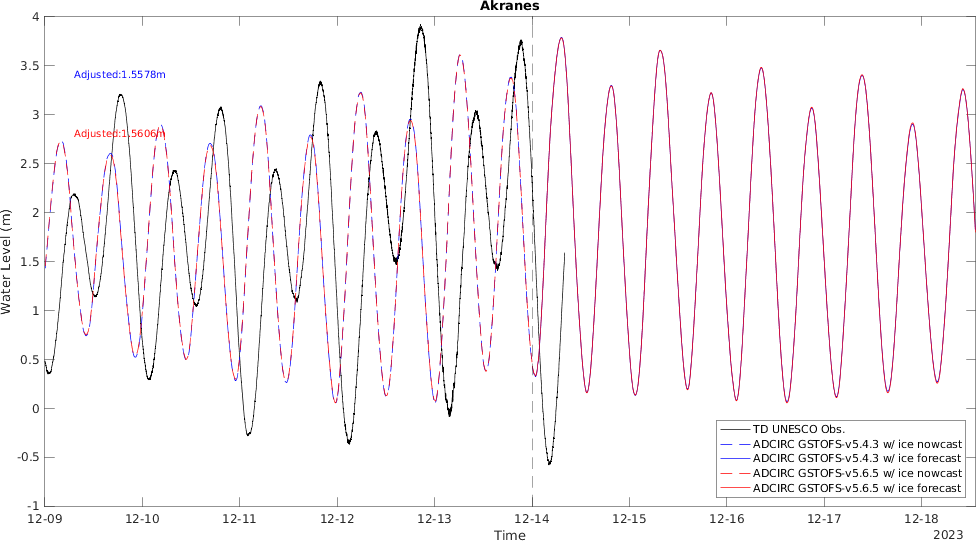 Akranes
4
3.5
3
2.5
2
1.5
1
0.5
0
-0.5
-1
Water Level (m)
Adjusted:1.5578m
Adjusted:1.5606m
TD UNESCO Obs.
ADCIRC GSTOFS-v5.4.3 w/ ice nowcast
ADCIRC GSTOFS-v5.4.3 w/ ice forecast
ADCIRC GSTOFS-v5.6.5 w/ ice nowcast
ADCIRC GSTOFS-v5.6.5 w/ ice forecast
12-09 12-10 12-11 12-12 12-13 12-14 12-15 12-16 12-17 12-18
Time
2023